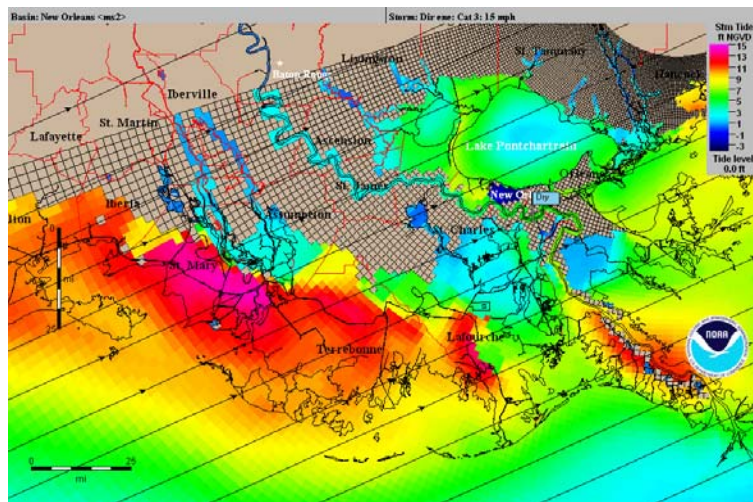 Basin: New Orleans <ms2>
Storm: Dir ene: Cat 3: 15 mph
Stm Tide
ft NGVD
15
13
11
9
7
5
3
1
-1
-3
Tide level
0.0 ft
Livingston
St. Tammany
Hancock
Baton Rouge
Iberville
St. Martin
Lafayette
Ascension
Lake Pontchartrain
Orleans
St. James
New O
Dry
Iberia
Assumption
St. Charles
St. Mary
Lafourche
Terrebonne
0
mi
25
0
25
mi
NOAA